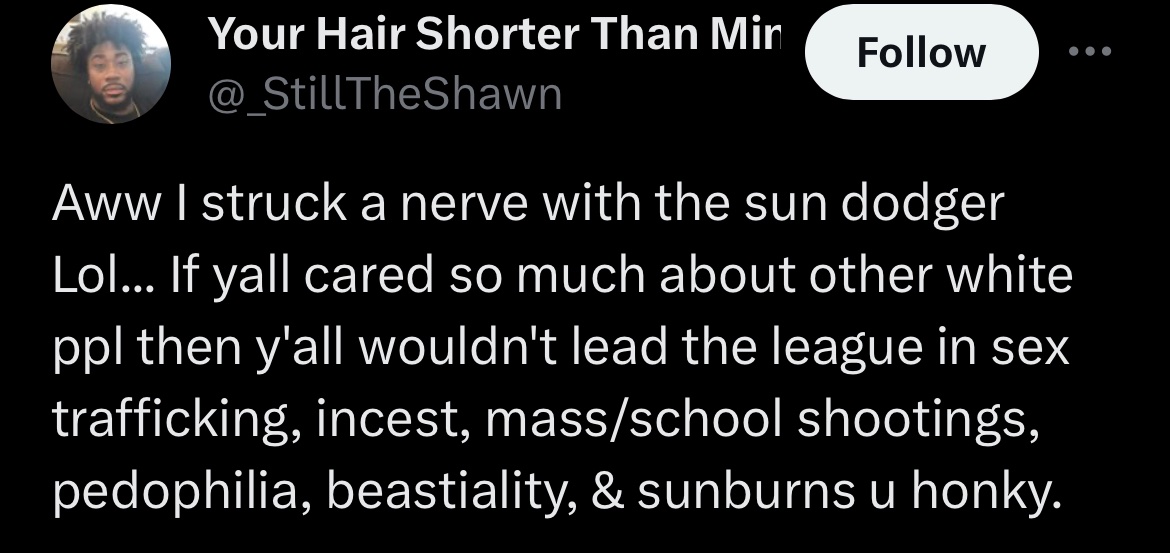 Your Hair Shorter Than Min
Follow
@_StillTheShawn
Aww I struck a nerve with the sun dodger
Lol... If yall cared so much about other white
ppl then y'all wouldn't lead the league in sex
trafficking, incest, mass/school shootings,
pedophilia, beastiality, & sunburns u honky.